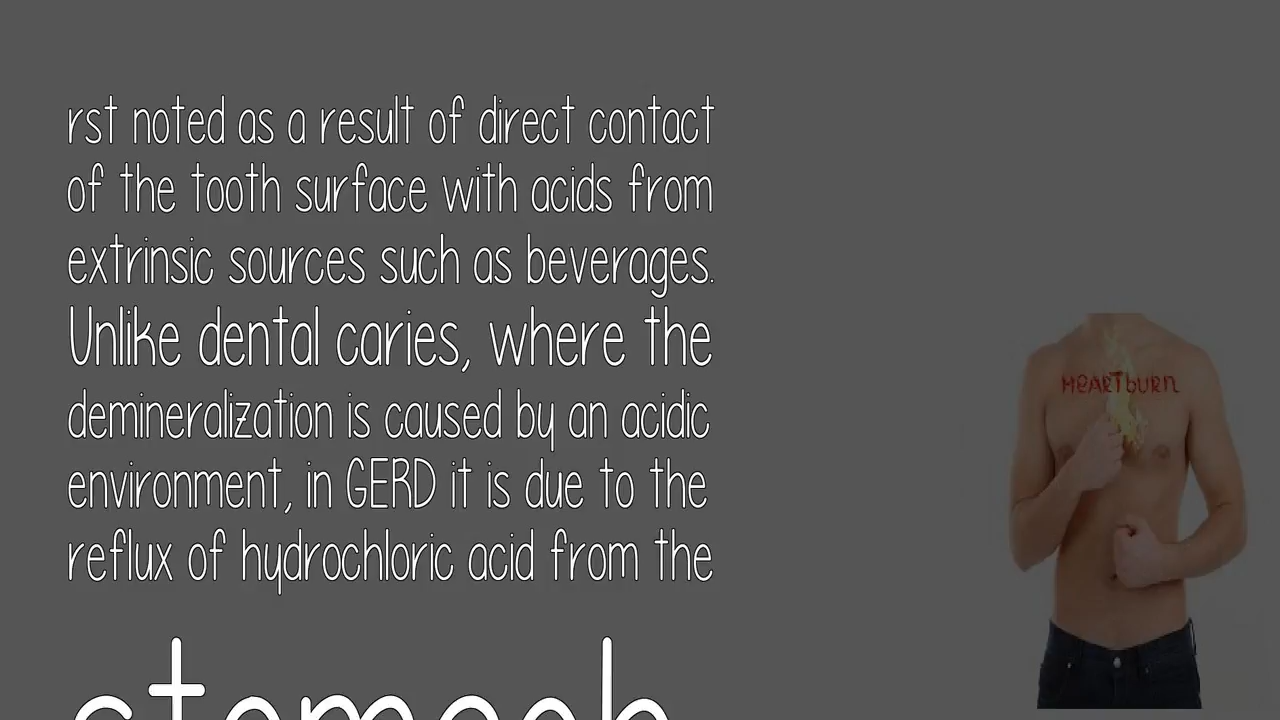 rst noted as a result of direct contact
of the tooth surface with acids from
extrinsic sources such as beverages.
Unlike dental caries, where the
demineralization is caused by an acidic
environment, in GERD it is due to the
reflux of hydrochloric acid from the
stomach
HEARTBURN